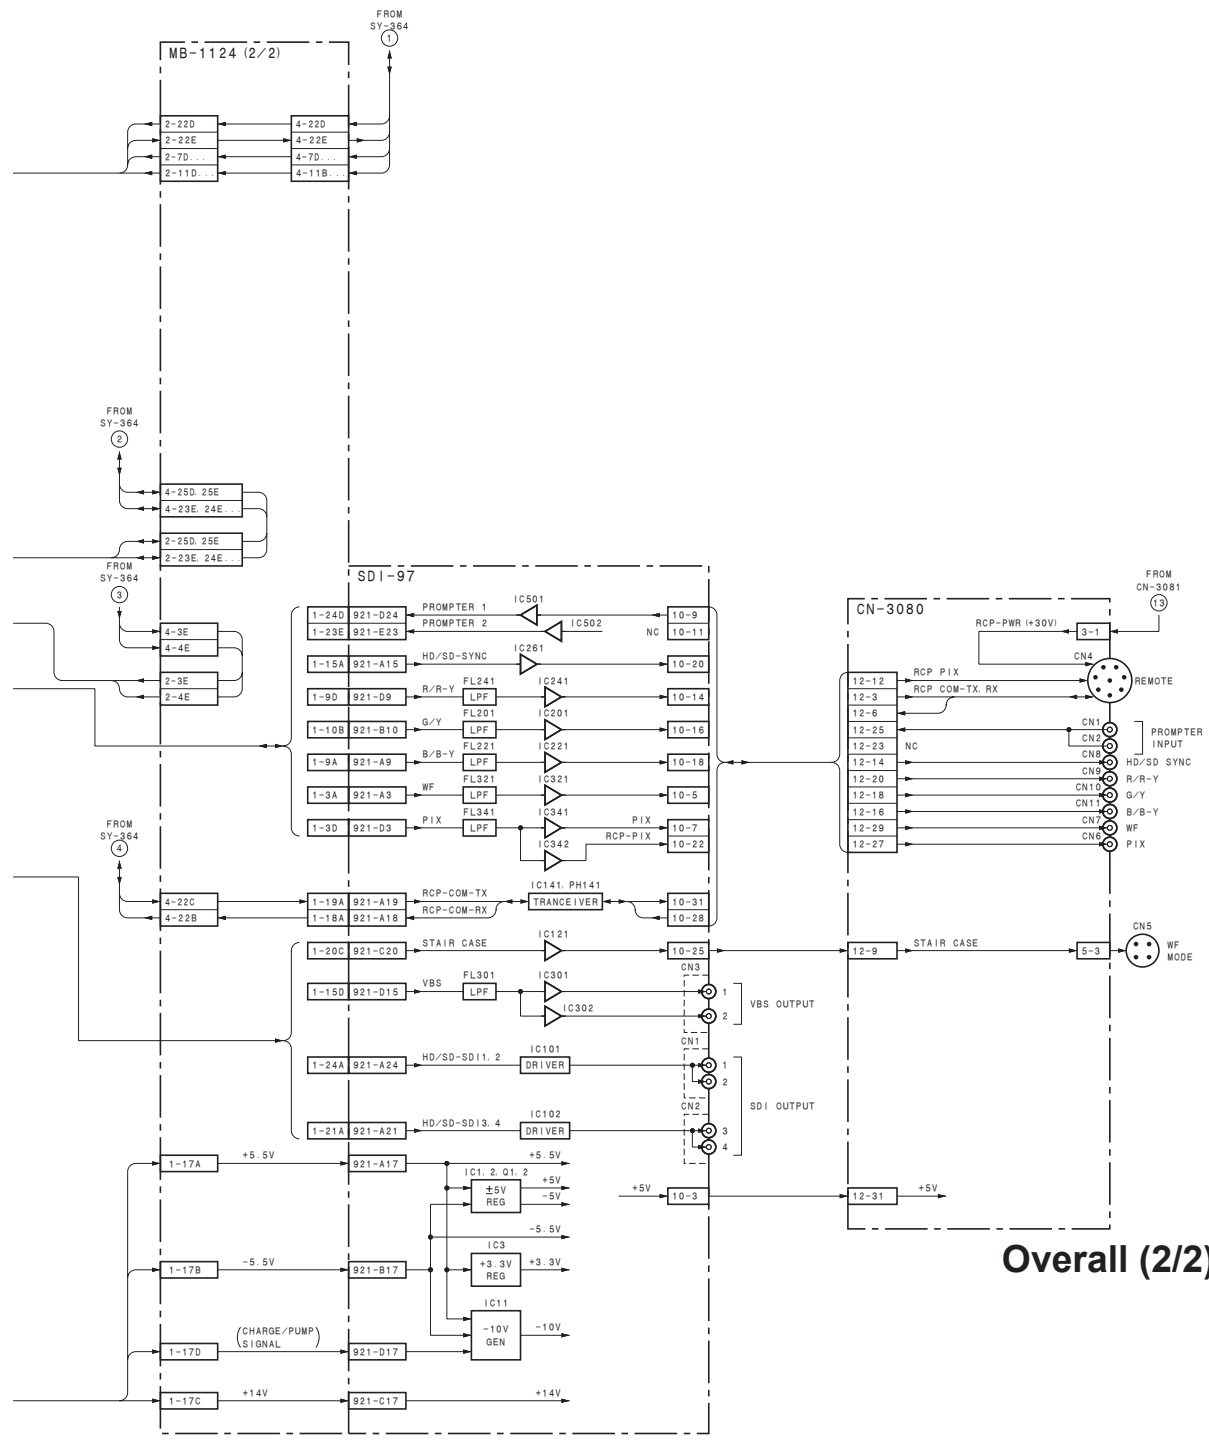 FROM
SY-364
1
MB-1124 (2/2)
2-22D 4-22D
2-22E 4-22E
2-7D... 4-7D...
2-11D... 4-11B...
FROM
SY-364
2
4-25D, 25E
4-23E, 24E...
2-25D, 25E
2-23E, 24E...
FROM
SY-364
3
4-3E
4-4E
2-3E
2-4E
SDI-97
1-24D 921-D24 PROMPTER 1 IC501 10-9
1-23E 921-E23 PROMPTER 2 IC502 NC 10-11
1-15A 921-A15 HD/SD-SYNC IC261 10-20
1-9D 921-D9 R/R-Y FL241 LPF IC241 10-14
1-10B 921-B10 G/Y FL201 LPF IC201 10-16
1-9A 921-A9 B/B-Y FL221 LPF IC221 10-18
1-3A 921-A3 WF FL321 LPF IC321 10-5
1-3D 921-D3 PIX FL341 LPF IC341 PIX 10-7
IC342 RCP-PIX 10-22
FROM
SY-364
4
4-22C 1-19A 921-A19 RCP-COM-TX IC141, PH141 TRANCEIVER 10-31
4-22B 1-18A 921-A18 RCP-COM-RX 10-28
1-20C 921-C20 STAIR CASE IC121 10-25
1-15D 921-D15 VBS FL301 LPF IC301 CN3 1
IC302 2
VBS OUTPUT
1-24A 921-A24 HD/SD-SDI1, 2 IC101 DRIVER CN1 1
2
SDI OUTPUT
1-21A 921-A21 HD/SD-SDI3, 4 IC102 DRIVER CN2 3
4
1-17A +5.5V 921-A17 +5.5V
IC1, 2, Q1, 2
±5V
REG
+5V
-5V
-5.5V
1-17B -5.5V 921-B17
IC3
+3.3V
REG
+3.3V
IC11
-10V
GEN
-10V
1-17D (CHARGE/PUMP
SIGNAL) 921-D17
1-17C +14V 921-C17 +14V
+5V 10-3 12-31 +5V
FROM
CN-3081
13
CN-3080
RCP-PWR (+30V) 3-1
CN4
REMOTE
12-12 RCP PIX
12-3 RCP COM-TX, RX
12-6
12-25 CN1
12-23 NC CN2
PROMPTER
INPUT
12-14 CN8 HD/SD SYNC
12-20 CN9 R/R-Y
12-18 CN10 G/Y
12-16 CN11 B/B-Y
12-29 CN7 WF
12-27 CN6 PIX
12-9 STAIR CASE 5-3
CN5
WF
MODE
Overall (2/2)